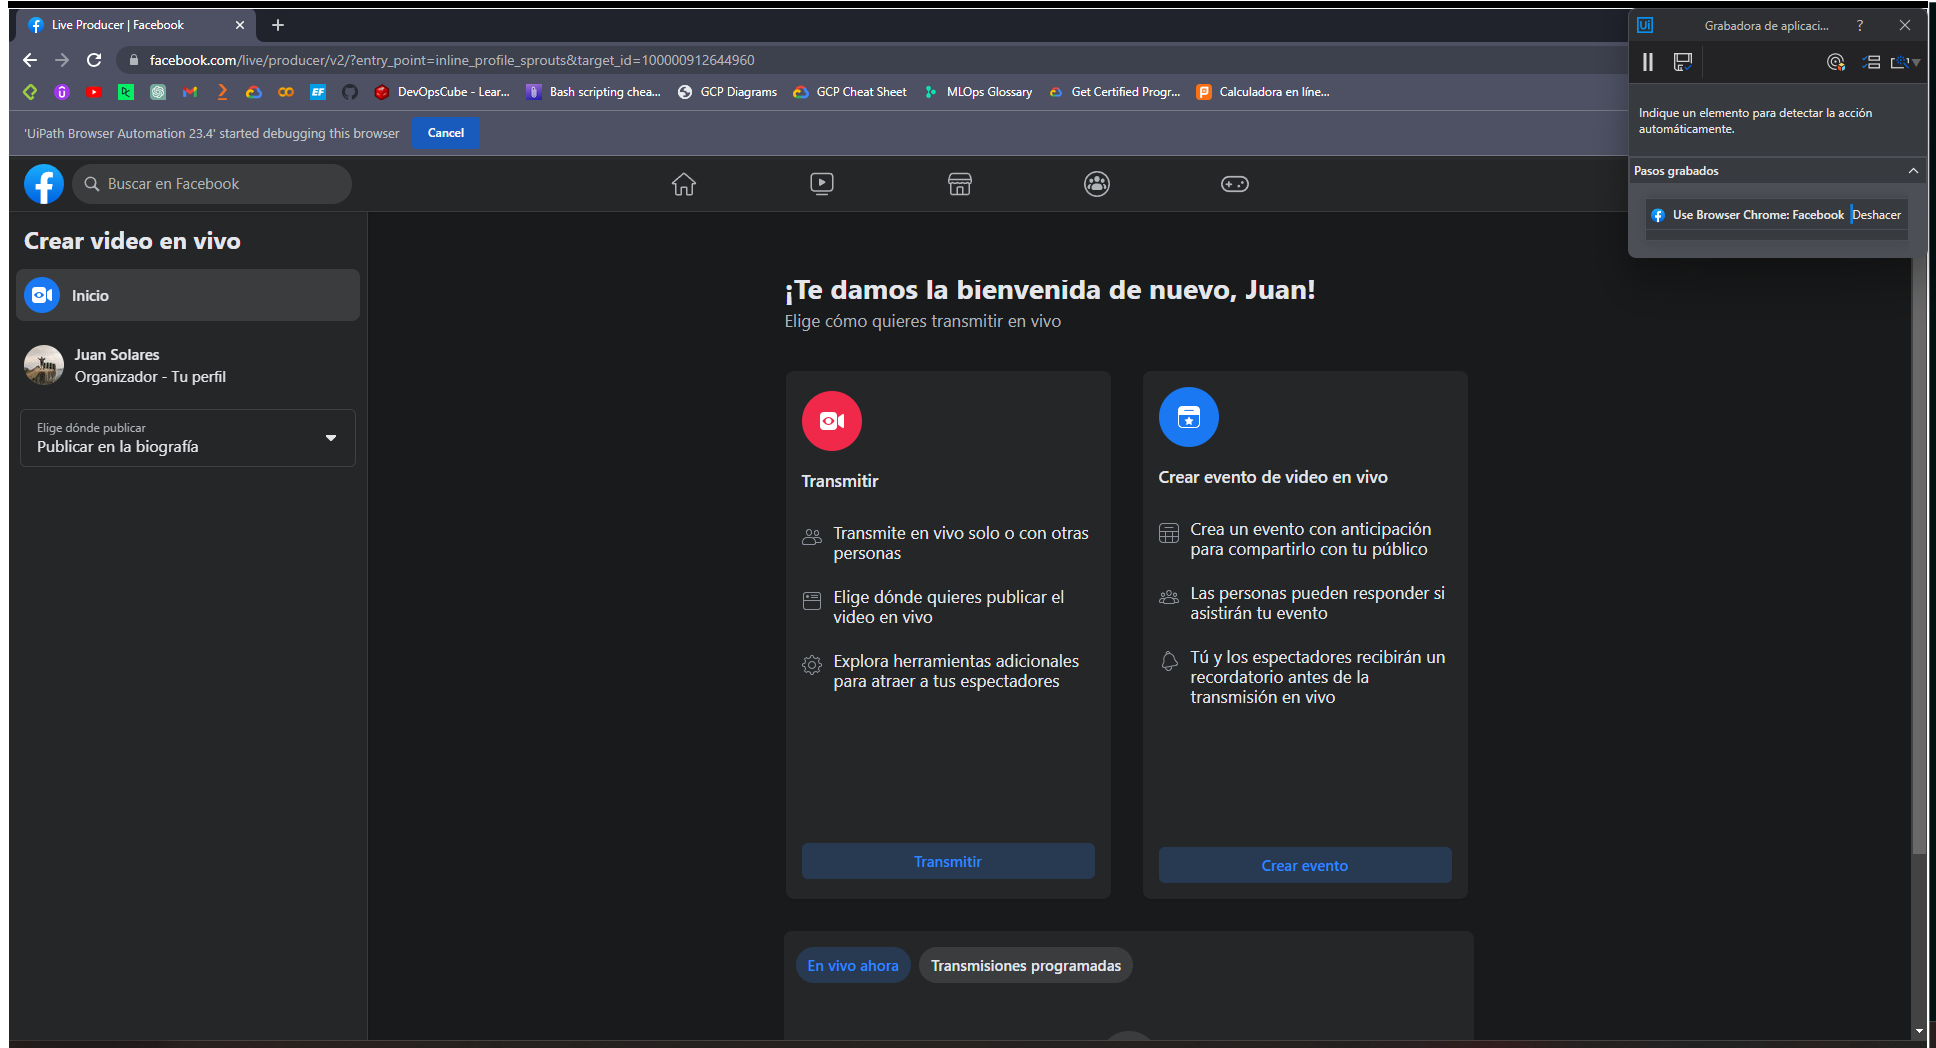 Live Producer | Facebook
facebook.com/live/producer/v2/?entry_point=inline_profile_sprouts&target_id=100000912644960
DevOpsCube - Lear...
Bash scripting chea...
GCP Diagrams
GCP Cheat Sheet
MLOps Glossary
Get Certified Progr...
Calculadora en líne...
'UiPath Browser Automation 23.4' started debugging this browser
Cancel
Buscar en Facebook
Ui
Grabadora de aplicaci...
?
Indique un elemento para detectar la acción
automáticamente.
Pasos grabados
Use Browser Chrome: Facebook
Deshacer
Crear video en vivo
Inicio
Juan Solares
Organizador - Tu perfil
Elige dónde publicar
Publicar en la biografía
¡Te damos la bienvenida de nuevo, Juan!
Elige cómo quieres transmitir en vivo
Transmitir
Transmite en vivo solo o con otras
personas
Elige dónde quieres publicar el
video en vivo
Explora herramientas adicionales
para atraer a tus espectadores
Transmitir
Crear evento de video en vivo
Crea un evento con anticipación
para compartirlo con tu público
Las personas pueden responder si
asistirán tu evento
Tú y los espectadores recibirán un
recordatorio antes de la
transmisión en vivo
Crear evento
En vivo ahora
Transmisiones programadas